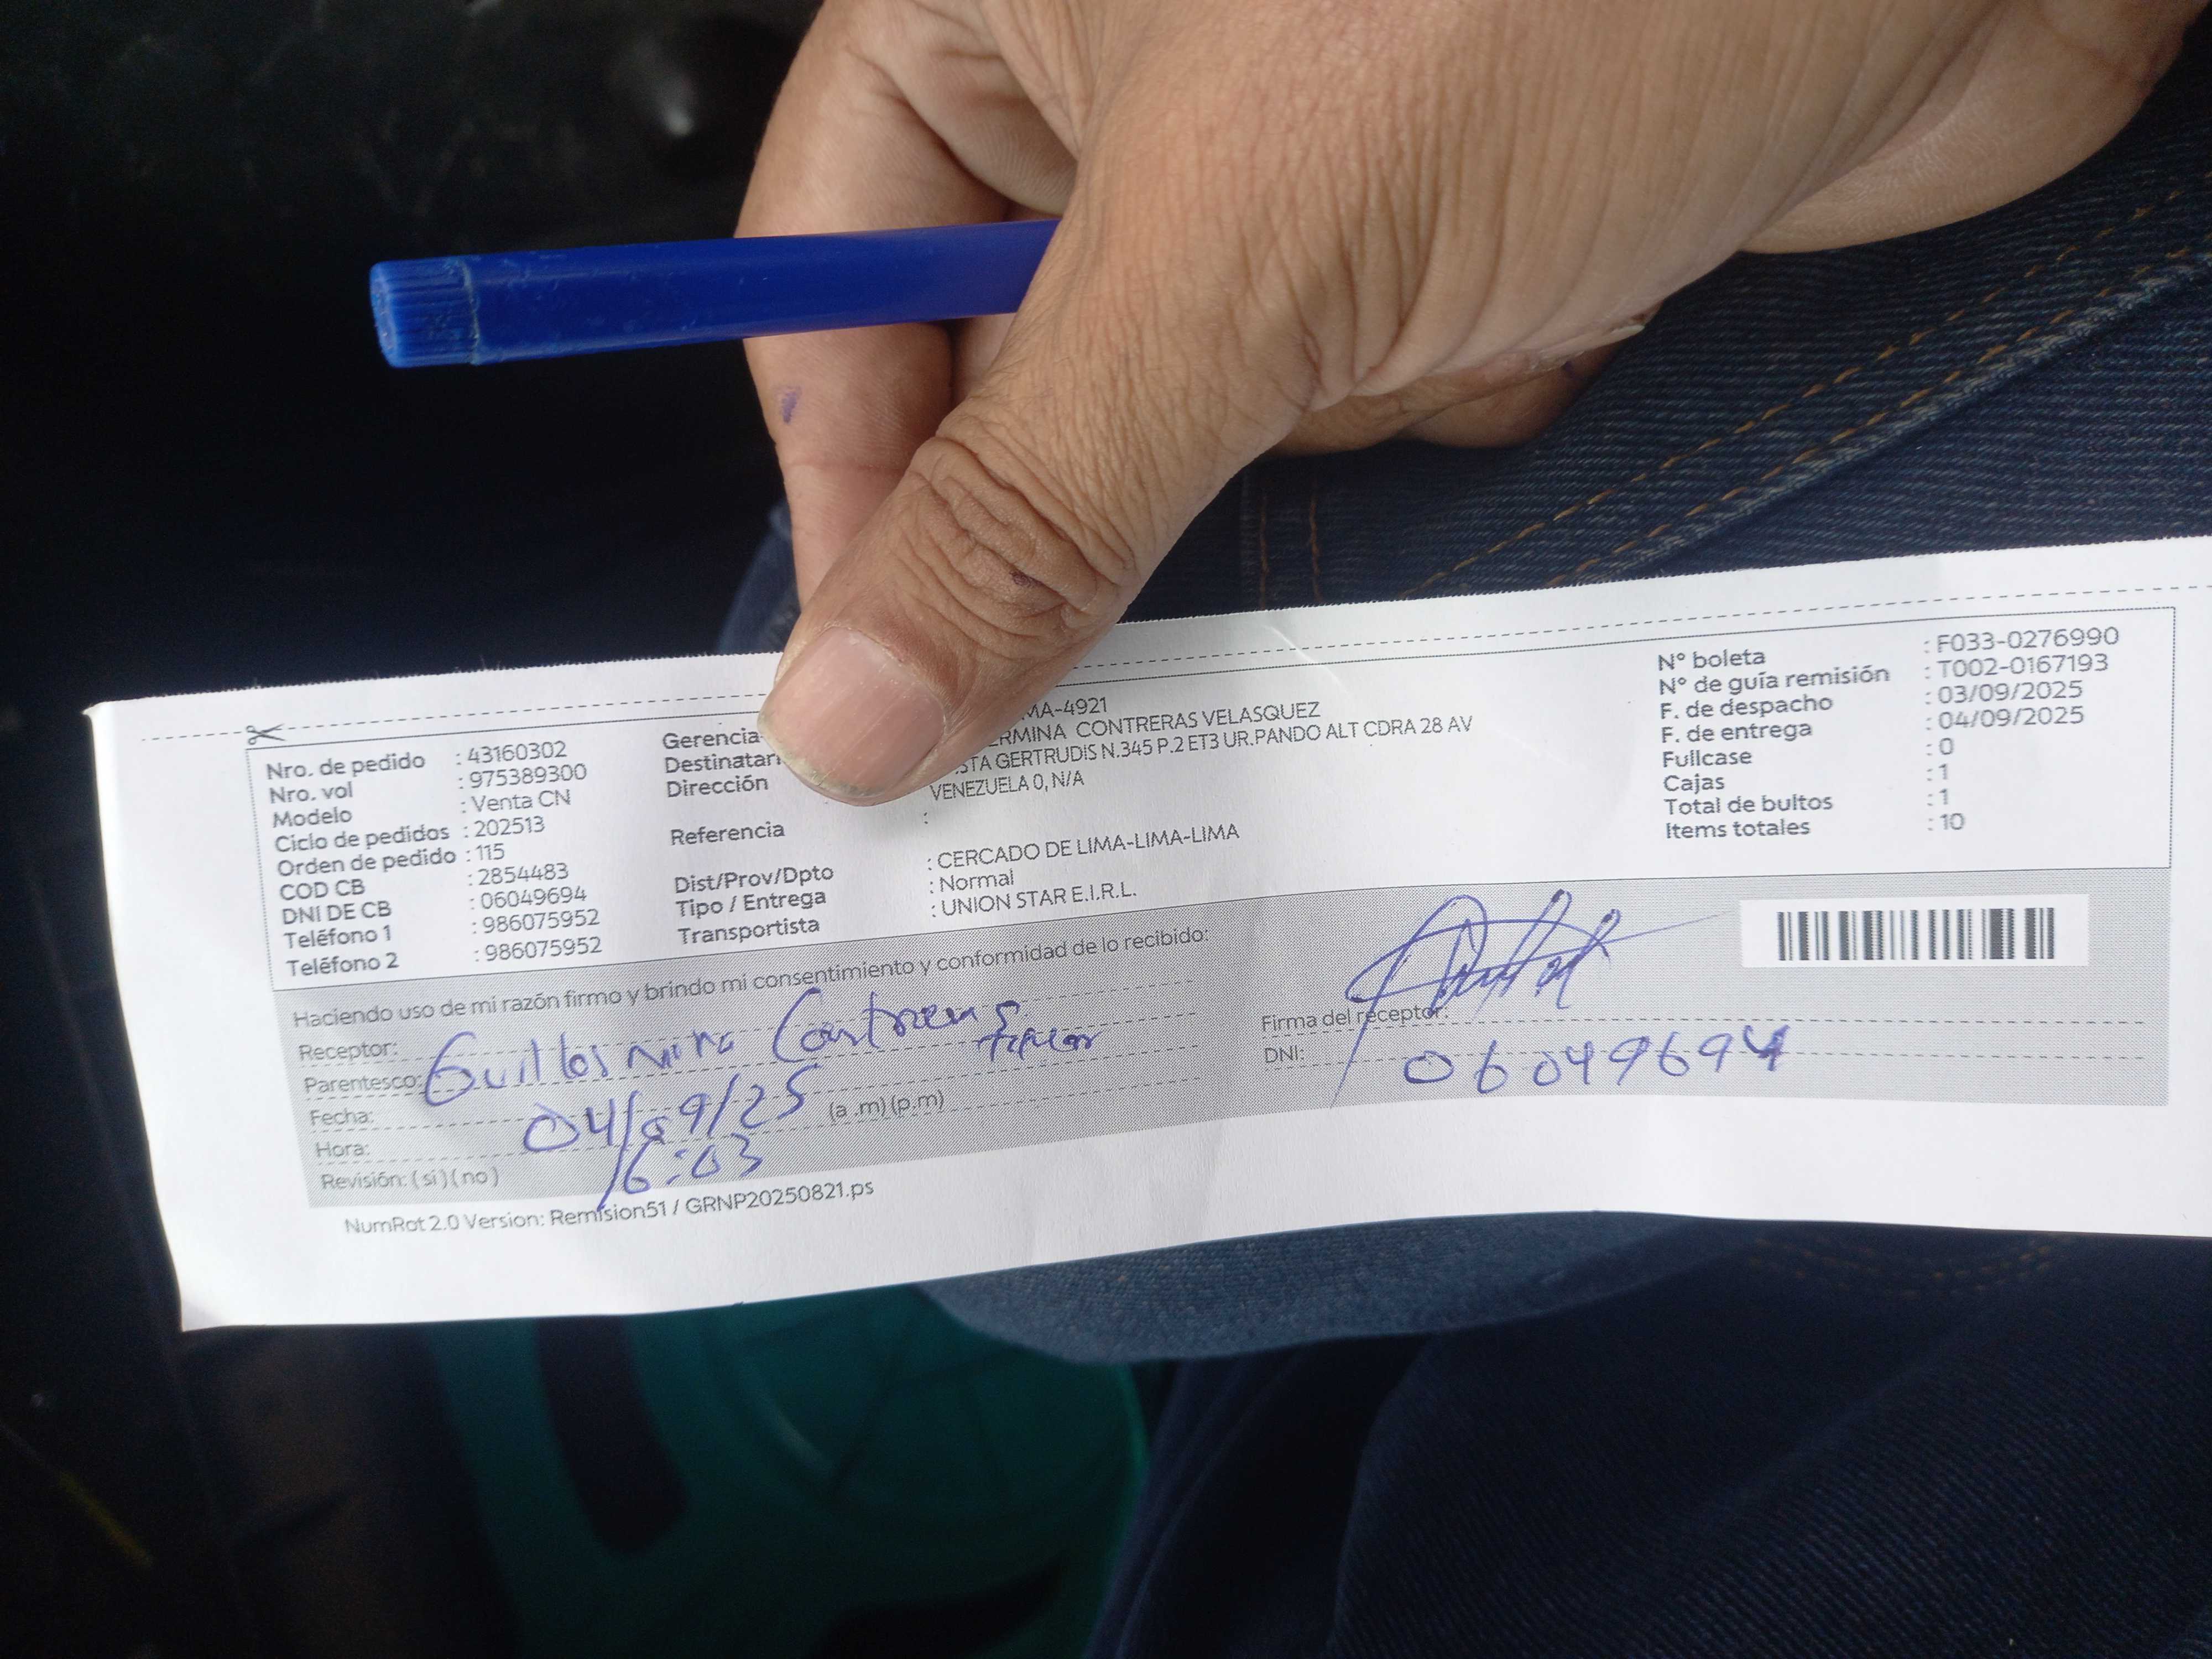 Nro. de pedido : 43160302
Nro. vol : 975389300
Modelo : Venta CN
Ciclo de pedidos : 202513
Orden de pedido : 115
COD CB : 2854483
DNI DE CB : 06049694
Teléfono 1 : 986075952
Teléfono 2 : 986075952
Gerencia MA-4921
Destinatari ERMINA CONTRERAS VELASQUEZ
Dirección STA GERTRUDIS N.345 P.2 ET3 UR.PANDO ALT CDRA 28 AV
VENEZUELA 0, N/A
Referencia :
Dist/Prov/Dpto : CERCADO DE LIMA-LIMA-LIMA
Tipo / Entrega : Normal
Transportista : UNION STAR E.I.R.L.
N° boleta : F033-0276990
N° de guía remisión : T002-0167193
F. de despacho : 03/09/2025
F. de entrega : 04/09/2025
Fullcase : 0
Cajas : 1
Total de bultos : 1
Items totales : 10
Haciendo uso de mi razón firmo y brindo mi consentimiento y conformidad de lo recibido:
Receptor: Guillermina Contreras
Parentesco:
Fecha: 04/09/25
Hora: 16:03 (a .m) (p.m)
Revisión: ( si ) ( no )
Firma del receptor:
DNI: 06049694
NumRot 2.0 Version: Remision51 / GRNP20250821.ps